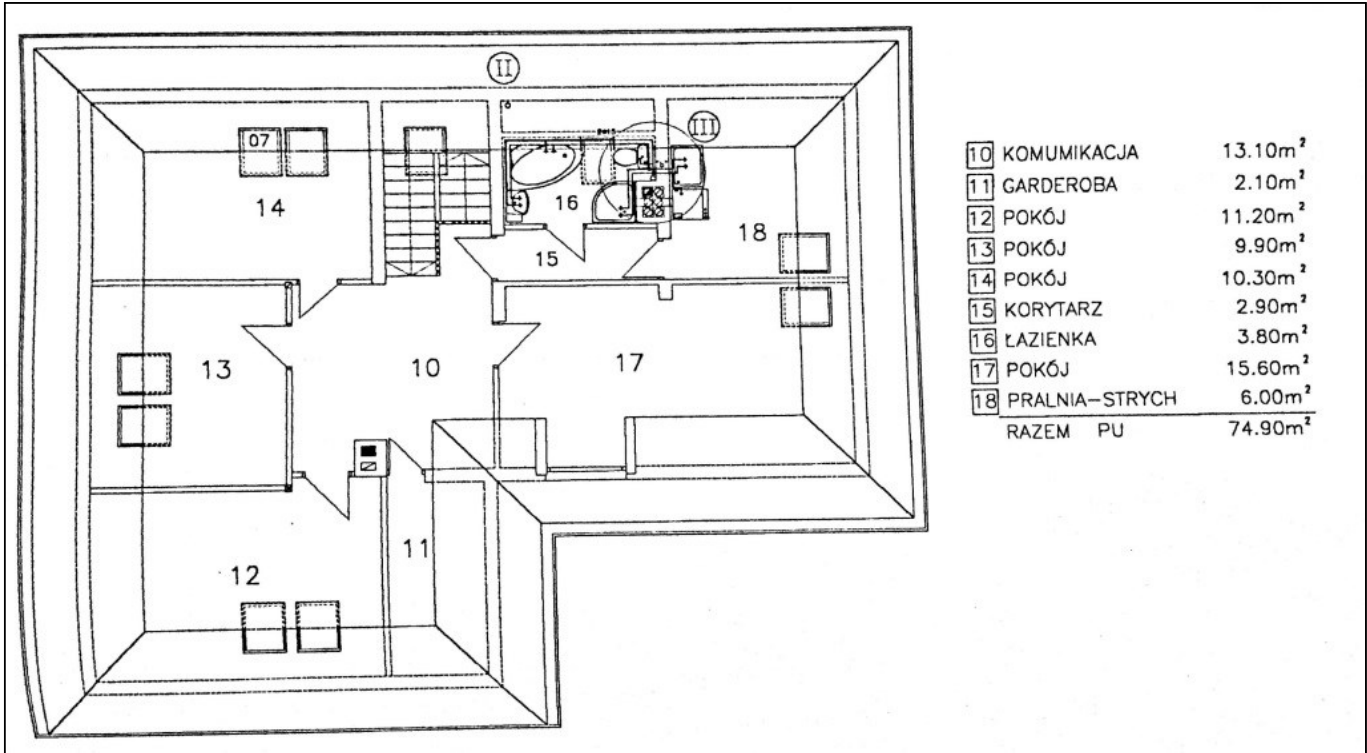 II
III
07
14
16
18
15
13
10
17
11
12
10 KOMUMIKACJA 13.10m²
11 GARDEROBA 2.10m²
12 POKÓJ 11.20m²
13 POKÓJ 9.90m²
14 POKÓJ 10.30m²
15 KORYTARZ 2.90m²
16 ŁAZIENKA 3.80m²
17 POKÓJ 15.60m²
18 PRALNIA-STRYCH 6.00m²
RAZEM PU 74.90m²